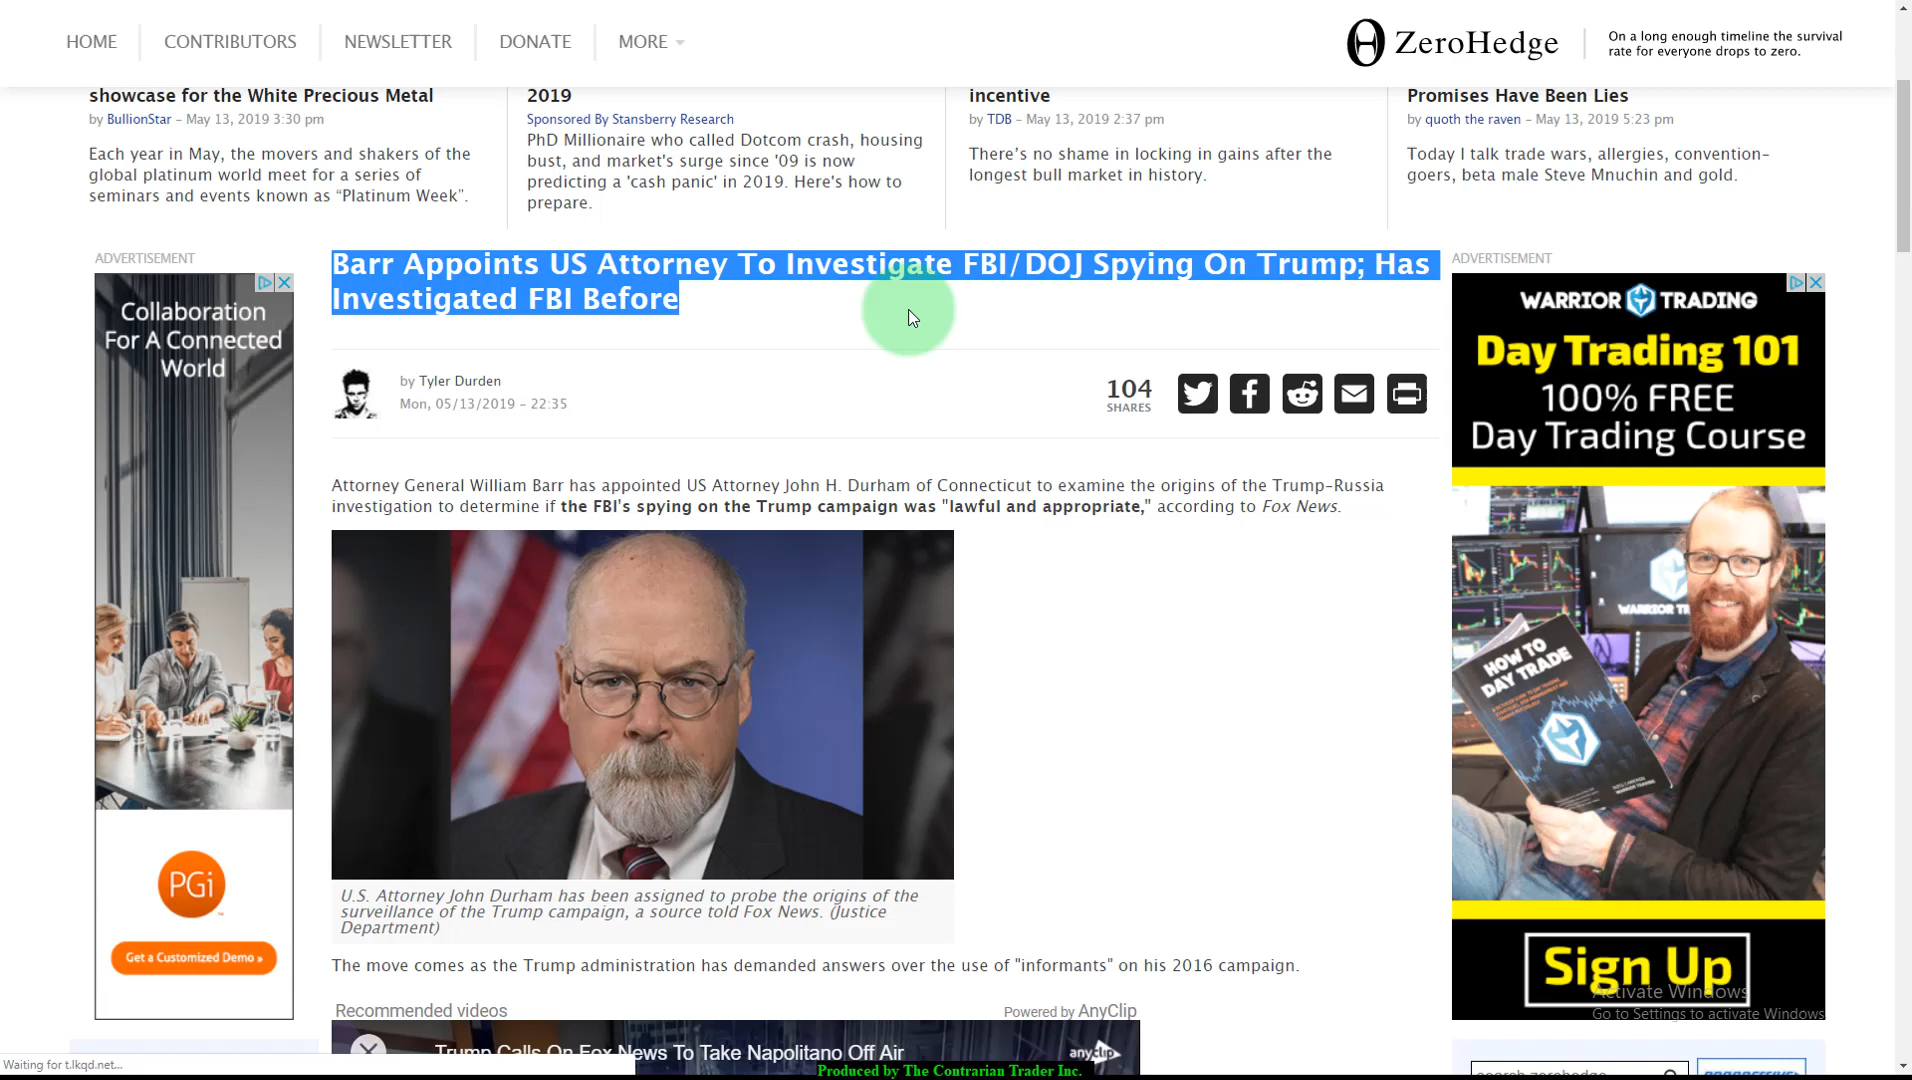 HOME
CONTRIBUTORS
NEWSLETTER
DONATE
MORE
ZeroHedge
On a long enough timeline the survival
rate for everyone drops to zero.
showcase for the White Precious Metal
by BullionStar – May 13, 2019 3:30 pm
Each year in May, the movers and shakers of the
global platinum world meet for a series of
seminars and events known as “Platinum Week”.
2019
Sponsored By Stansberry Research
PhD Millionaire who called Dotcom crash, housing
bust, and market's surge since '09 is now
predicting a 'cash panic' in 2019. Here's how to
prepare.
incentive
by TDB – May 13, 2019 2:37 pm
There’s no shame in locking in gains after the
longest bull market in history.
Promises Have Been Lies
by quoth the raven – May 13, 2019 5:23 pm
Today I talk trade wars, allergies, convention-
goers, beta male Steve Mnuchin and gold.
ADVERTISEMENT
Collaboration
For A Connected
World
PGi
Get a Customized Demo »
Barr Appoints US Attorney To Investigate FBI/DOJ Spying On Trump; Has
Investigated FBI Before
by Tyler Durden
Mon, 05/13/2019 – 22:35
104
SHARES
Attorney General William Barr has appointed US Attorney John H. Durham of Connecticut to examine the origins of the Trump-Russia
investigation to determine if the FBI's spying on the Trump campaign was "lawful and appropriate," according to Fox News.
U.S. Attorney John Durham has been assigned to probe the origins of the
surveillance of the Trump campaign, a source told Fox News. (Justice
Department)
The move comes as the Trump administration has demanded answers over the use of "informants" on his 2016 campaign.
Recommended videos
Powered by AnyClip
Trump Calls On Fox News To Take Napolitano Off Air
anyclip
ADVERTISEMENT
WARRIOR TRADING
Day Trading 101
100% FREE
Day Trading Course
WARRIOR TR
HOW TO
DAY TRADE
Sign Up
Activate Windows
Go to Settings to activate Windows
search zerohedge
PROGRESSIVE
Waiting for t.lkqd.net...
Produced by The Contrarian Trader Inc.